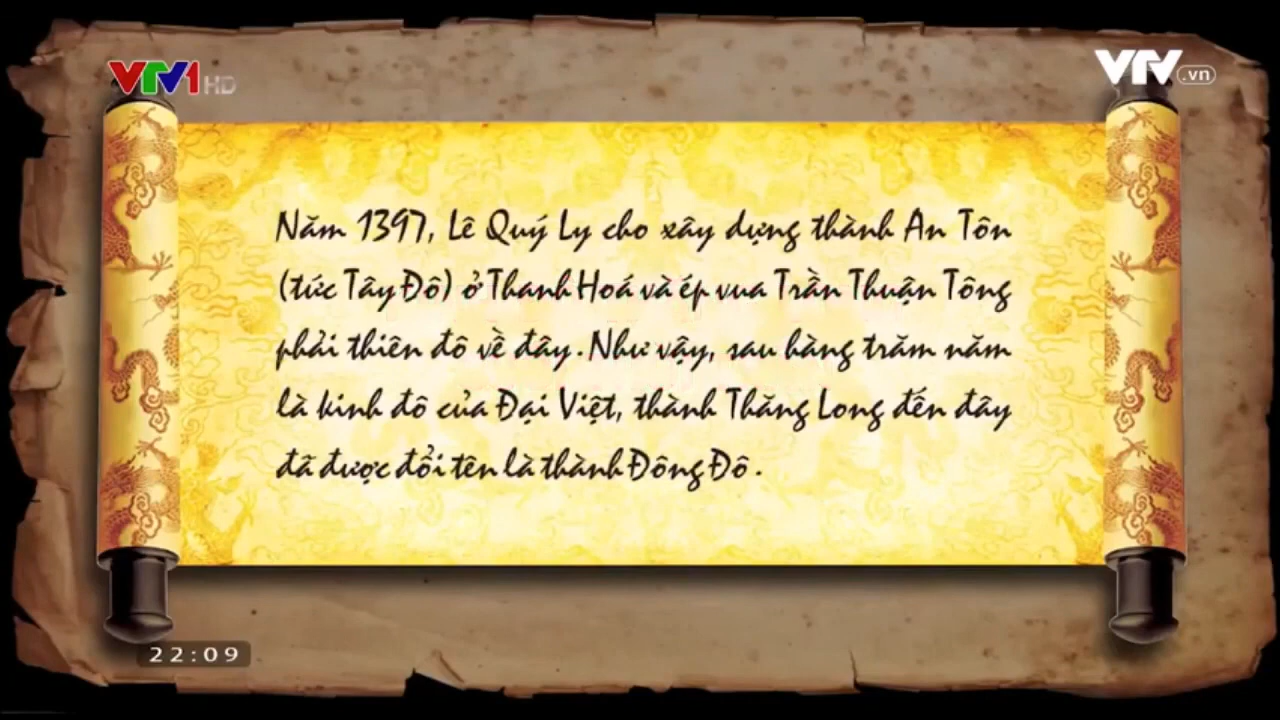 VTV1 HD
VTV.vn
Năm 1397, Lê Quý Ly cho xây dựng thành An Tôn
(tức Tây Đô) ở Thanh Hoá và ép vua Trần Thuận Tông
phải thiên đô về đây. Như vậy, sau hàng trăm năm
là kinh đô của Đại Việt, thành Thăng Long đến đây
đã được đổi tên là thành Đông Đô.
22:09